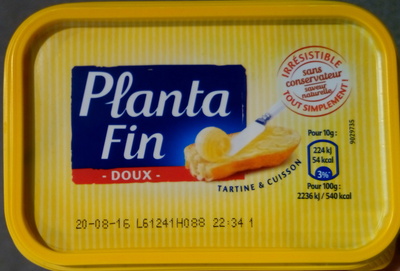 IRRÉSISTIBLE
sans
conservateur
saveur
naturelle
TOUT SIMPLEMENT !
Planta
Fin
- DOUX -
TARTINE & CUISSON
Pour 10g :
224 kJ
54 kcal
3%*
Pour 100g :
2236 kJ / 540 kcal
9029735
20-08-16 L61241H088 22:34 1